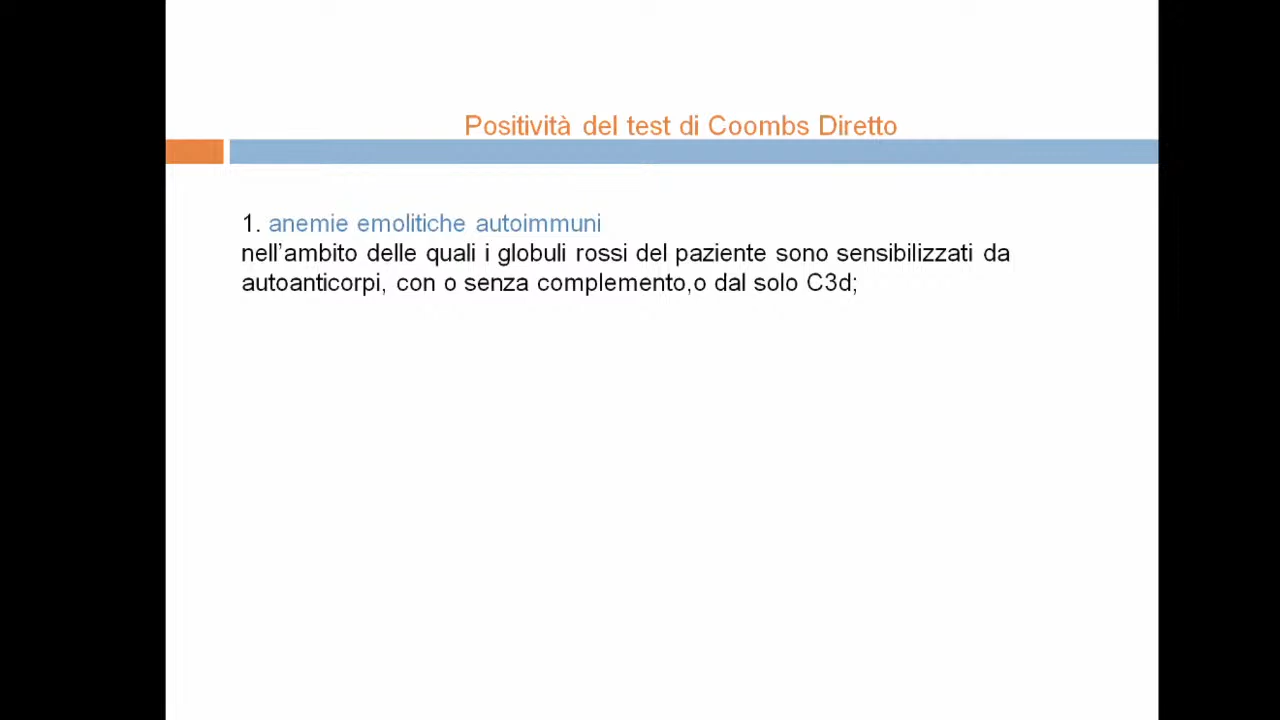 Positività del test di Coombs Diretto
1. anemie emolitiche autoimmuni
nell'ambito delle quali i globuli rossi del paziente sono sensibilizzati da
autoanticorpi, con o senza complemento,o dal solo C3d;